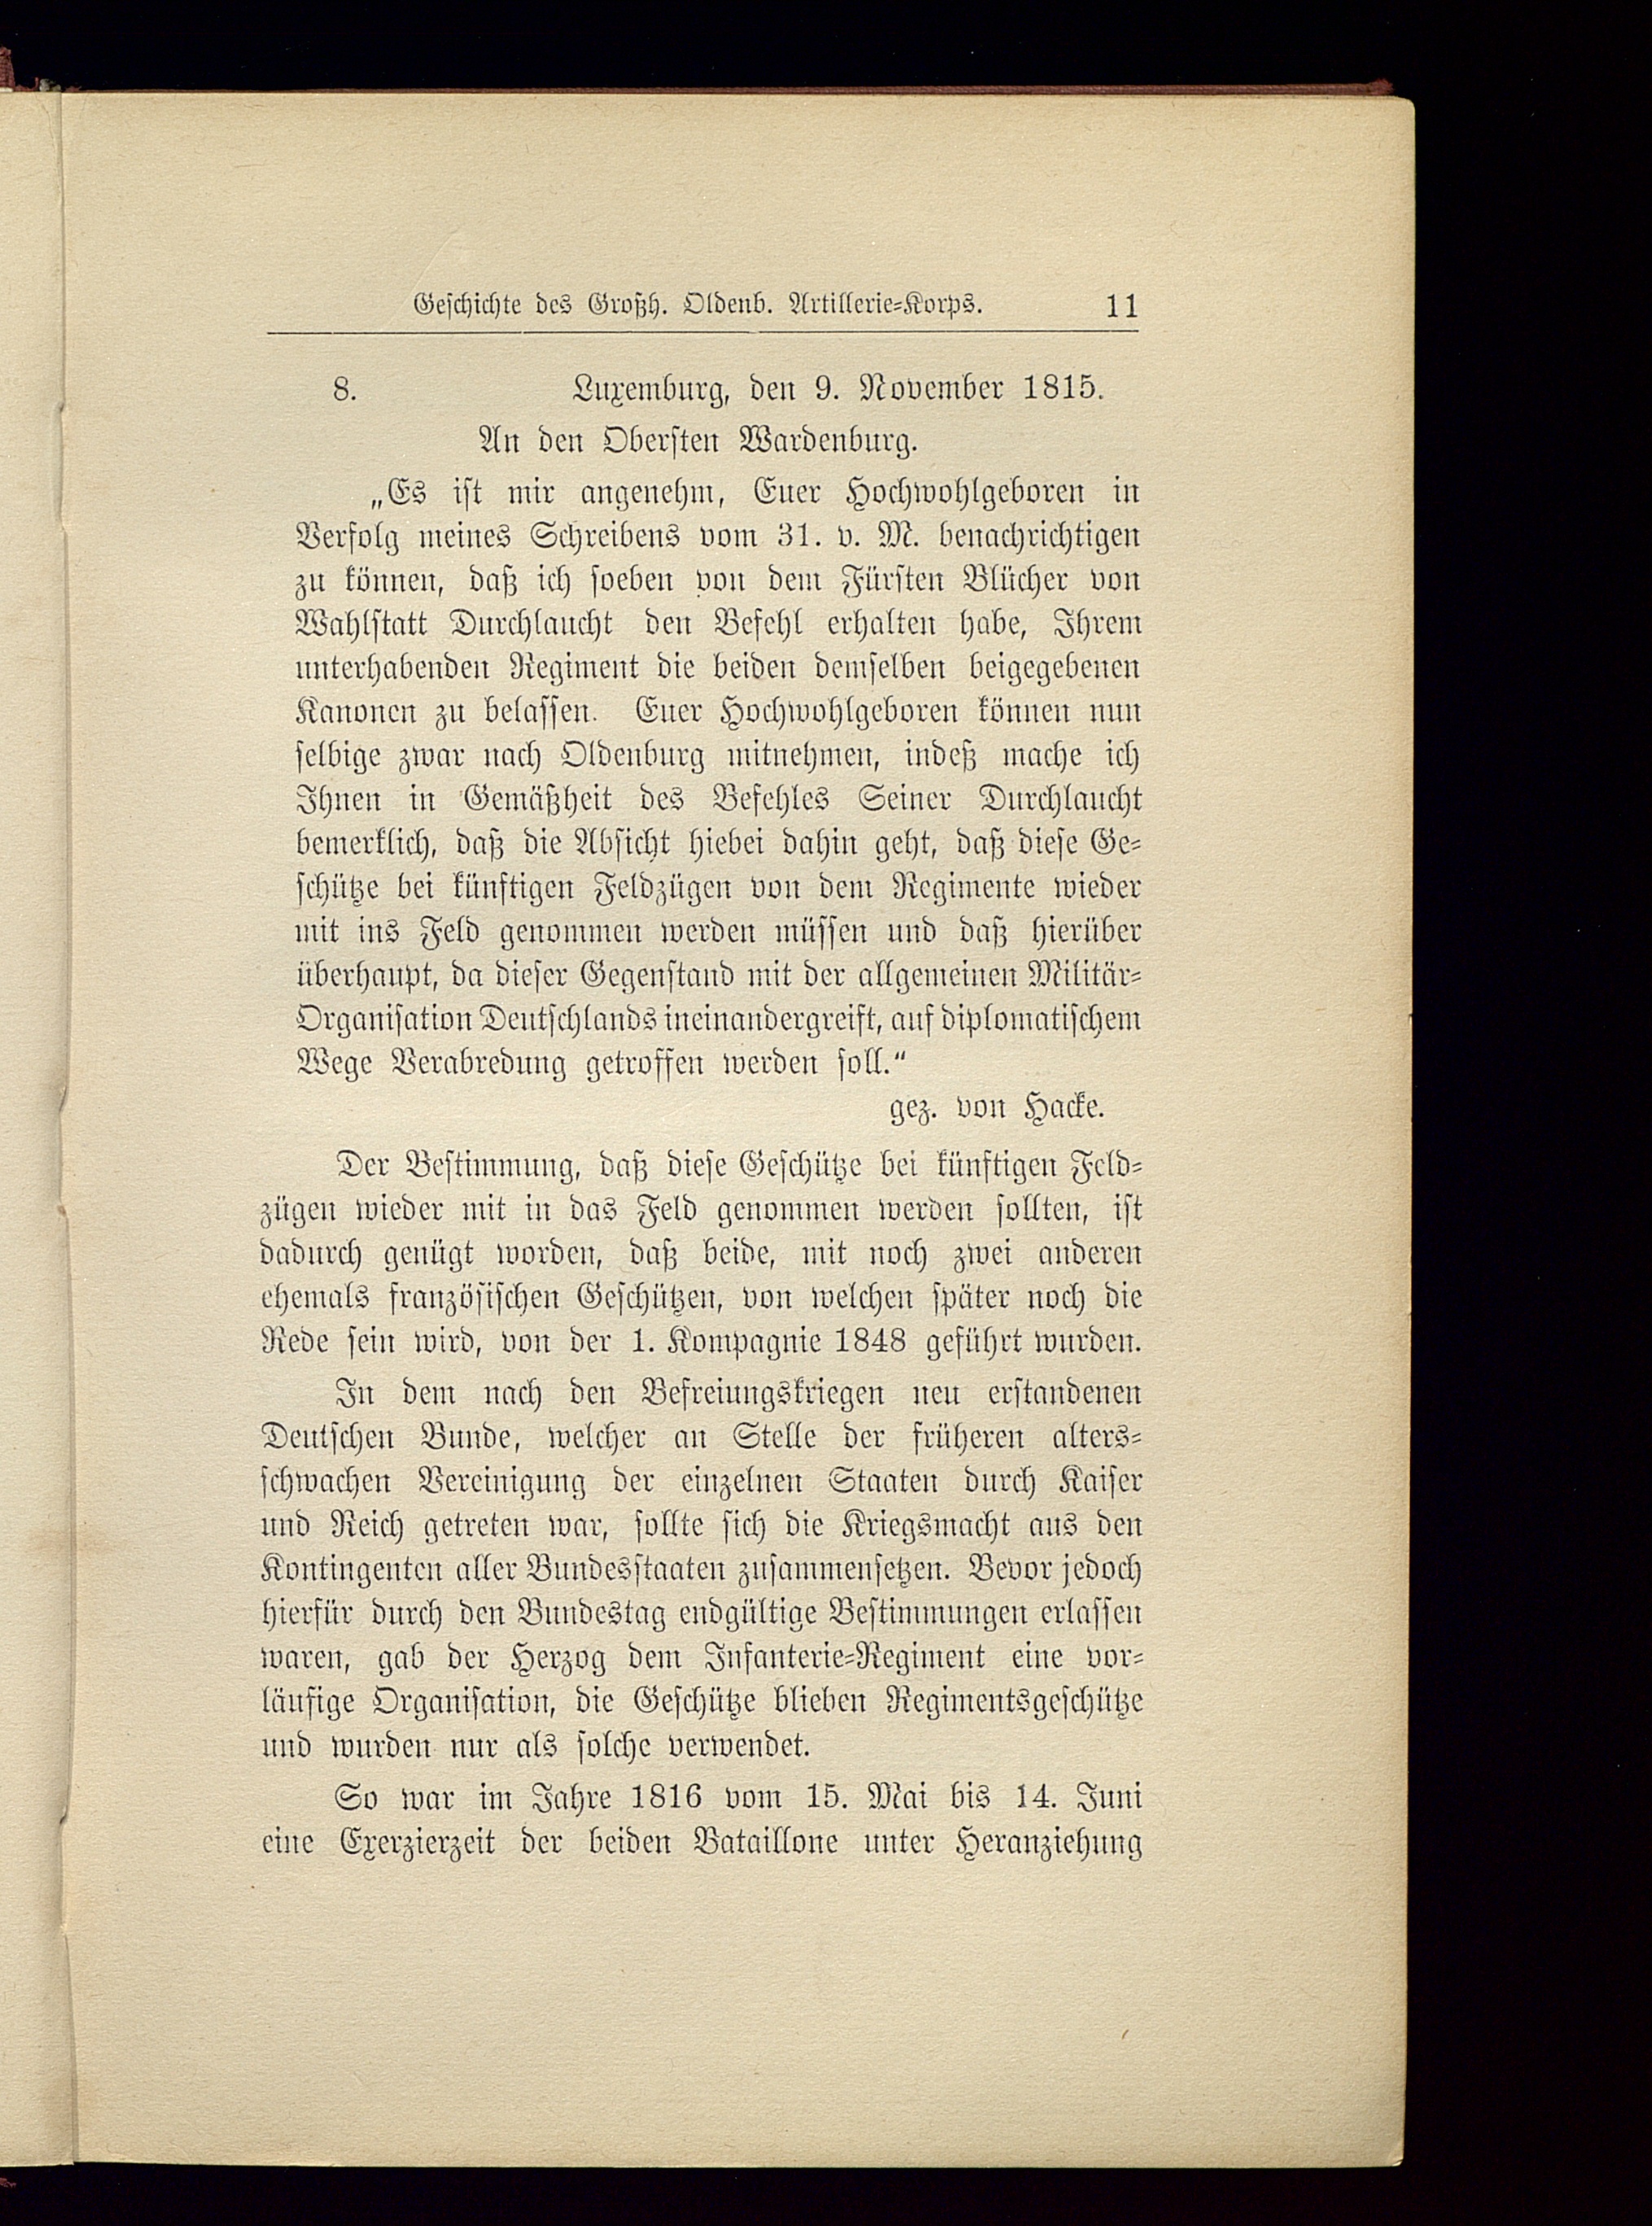 Geschichte des Großh. Oldenb. Artillerie-Korps. 11
8. Luxemburg, den 9. November 1815.
An den Obersten Wardenburg.
„Es ist mir angenehm, Euer Hochwohlgeboren in
Verfolg meines Schreibens vom 31. v. M. benachrichtigen
zu können, daß ich soeben von dem Fürsten Blücher von
Wahlstatt Durchlaucht den Befehl erhalten habe, Ihrem
unterhabenden Regiment die beiden demselben beigegebenen
Kanonen zu belassen. Euer Hochwohlgeboren können nun
selbige zwar nach Oldenburg mitnehmen, indeß mache ich
Ihnen in Gemäßheit des Befehles Seiner Durchlaucht
bemerklich, daß die Absicht hiebei dahin geht, daß diese Ge-
schütze bei künftigen Feldzügen von dem Regimente wieder
mit ins Feld genommen werden müssen und daß hierüber
überhaupt, da dieser Gegenstand mit der allgemeinen Militär-
Organisation Deutschlands ineinandergreift, auf diplomatischem
Wege Verabredung getroffen werden soll.“
gez. von Hacke.
Der Bestimmung, daß diese Geschütze bei künftigen Feld-
zügen wieder mit in das Feld genommen werden sollten, ist
dadurch genügt worden, daß beide, mit noch zwei anderen
ehemals französischen Geschützen, von welchen später noch die
Rede sein wird, von der 1. Kompagnie 1848 geführt wurden.
In dem nach den Befreiungskriegen neu erstandenen
Deutschen Bunde, welcher an Stelle der früheren alters-
schwachen Vereinigung der einzelnen Staaten durch Kaiser
und Reich getreten war, sollte sich die Kriegsmacht aus den
Kontingenten aller Bundesstaaten zusammensetzen. Bevor jedoch
hierfür durch den Bundestag endgültige Bestimmungen erlassen
waren, gab der Herzog dem Infanterie-Regiment eine vor-
läufige Organisation, die Geschütze blieben Regimentsgeschütze
und wurden nur als solche verwendet.
So war im Jahre 1816 vom 15. Mai bis 14. Juni
eine Exerzierzeit der beiden Bataillone unter Heranziehung